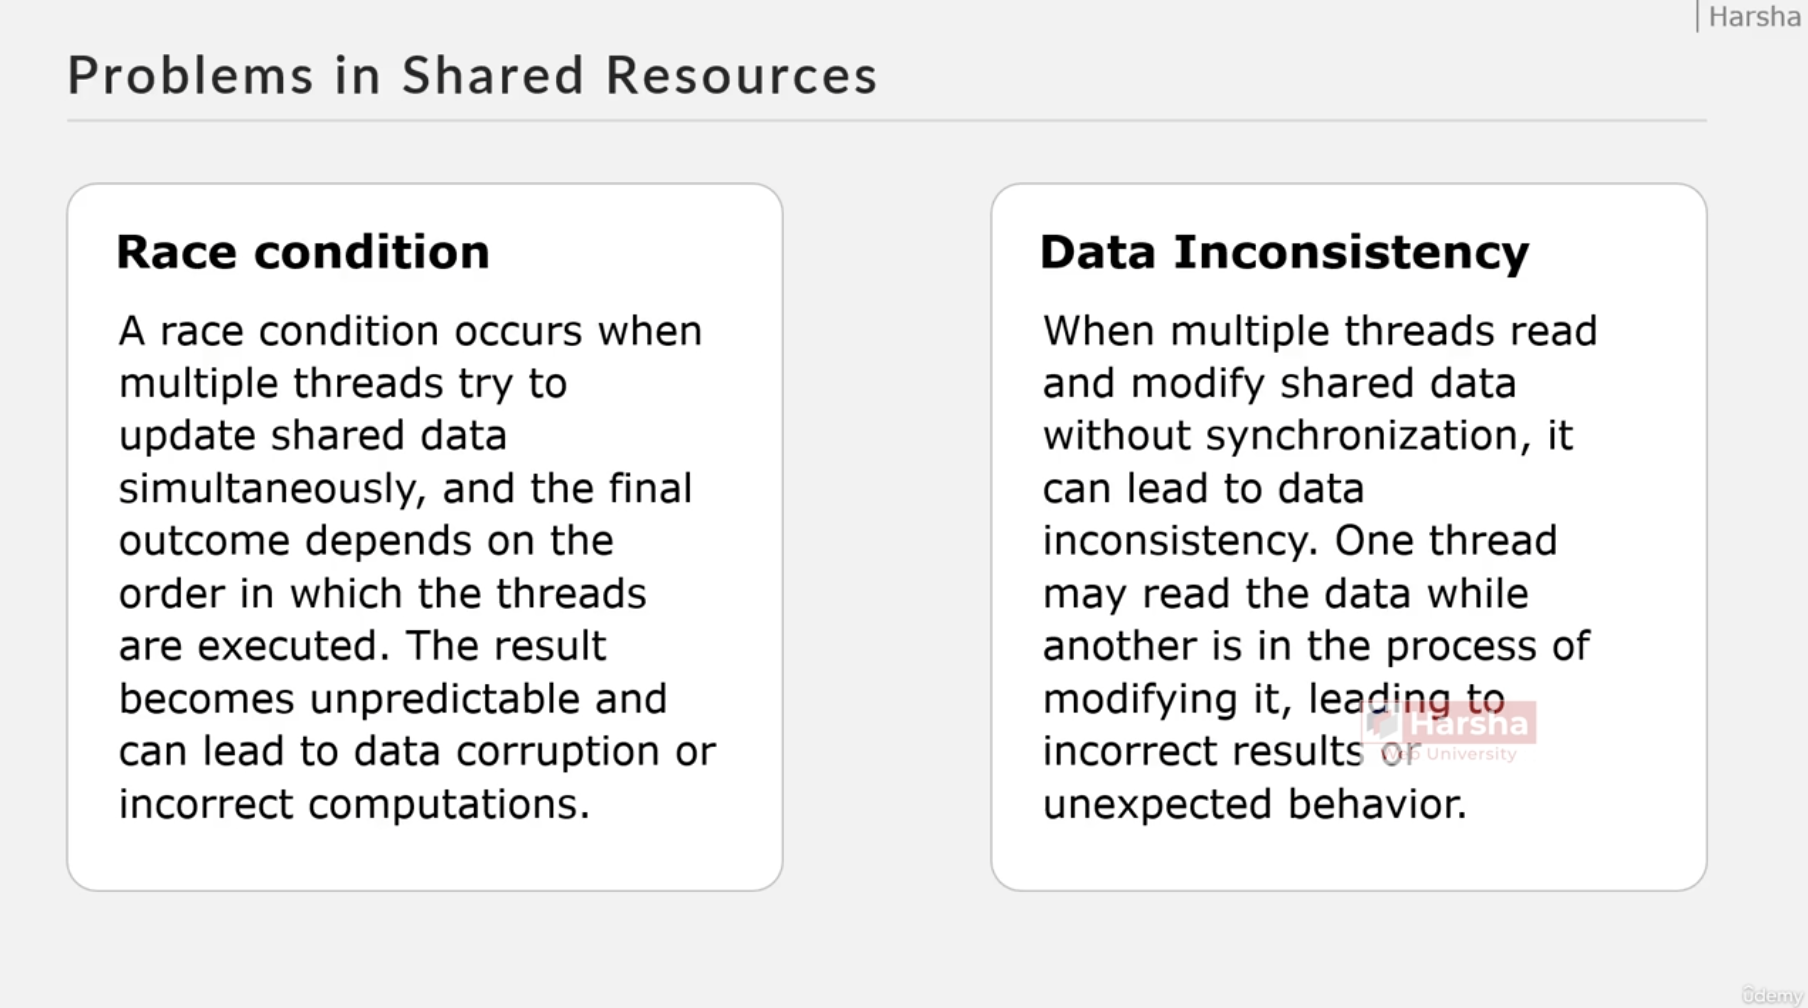 Harsha
Problems in Shared Resources
Race condition
A race condition occurs when
multiple threads try to
update shared data
simultaneously, and the final
outcome depends on the
order in which the threads
are executed. The result
becomes unpredictable and
can lead to data corruption or
incorrect computations.
Data Inconsistency
When multiple threads read
and modify shared data
without synchronization, it
can lead to data
inconsistency. One thread
may read the data while
another is in the process of
modifying it, leading to
incorrect results or
unexpected behavior.
Harsha
Web University
ûdemy